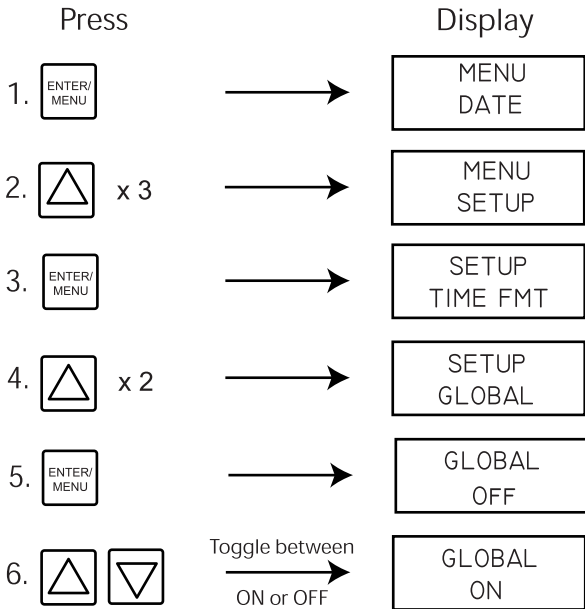 Press Display
1. ENTER/
MENU
MENU
DATE
2. x 3
MENU
SETUP
3. ENTER/
MENU
SETUP
TIME FMT
4. x 2
SETUP
GLOBAL
5. ENTER/
MENU
GLOBAL
OFF
6.
Toggle between
ON or OFF
GLOBAL
ON